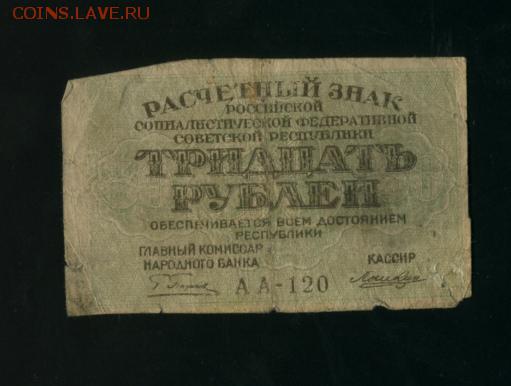 COINS.LAVE.RU
РАСЧЕТНЫЙ ЗНАК
РОССИЙСКОЙ
СОЦИАЛИСТИЧЕСКОЙ ФЕДЕРАТИВНОЙ
СОВЕТСКОЙ РЕСПУБЛИКИ
ТРИДЦАТЬ
РУБЛЕЙ
ОБЕСПЕЧИВАЕТСЯ ВСЕМ ДОСТОЯНИЕМ
РЕСПУБЛИКИ
ГЛАВНЫЙ КОМИССАР
НАРОДНОГО БАНКА
КАССИР
АА-120